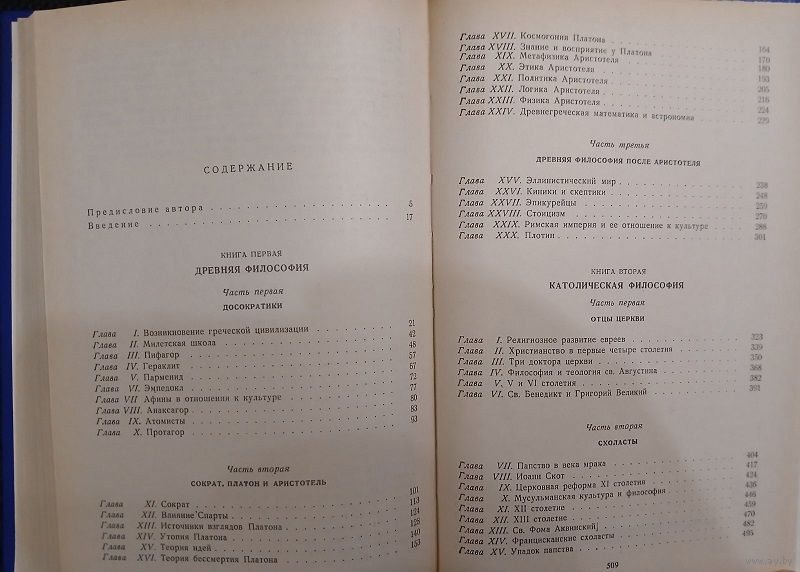 СОДЕРЖАНИЕ
Предисловие автора . . . 5
Введение . . . 17
КНИГА ПЕРВАЯ
ДРЕВНЯЯ ФИЛОСОФИЯ
Часть первая
ДОСОКРАТИКИ
Глава I. Возникновение греческой цивилизации . . . 21
Глава II. Милетская школа . . . 42
Глава III. Пифагор . . . 48
Глава IV. Гераклит . . . 57
Глава V. Парменид . . . 67
Глава VI. Эмпедокл . . . 72
Глава VII Афины в отношении к культуре . . . 77
Глава VIII. Анаксагор . . . 80
Глава IX. Атомисты . . . 83
Глава X. Протагор . . . 93
Часть вторая
СОКРАТ, ПЛАТОН И АРИСТОТЕЛЬ
Глава XI. Сократ . . . 101
Глава XII. Влияние Спарты . . . 113
Глава XIII. Источники взглядов Платона . . . 124
Глава XIV. Утопия Платона . . . 126
Глава XV. Теория идей . . . 140
Глава XVI. Теория бессмертия Платона . . . 153
Глава XVII. Космогония Платона . . . 164
Глава XVIII. Знание и восприятие у Платона . . . 170
Глава XIX. Метафизика Аристотеля . . . 180
Глава XX. Этика Аристотеля . . . 193
Глава XXI. Политика Аристотеля . . . 205
Глава XXII. Логика Аристотеля . . . 216
Глава XXIII. Физика Аристотеля . . . 224
Глава XXIV. Древнегреческая математика и астрономия . . . 229
Часть третья
ДРЕВНЯЯ ФИЛОСОФИЯ ПОСЛЕ АРИСТОТЕЛЯ
Глава XXV. Эллинистический мир . . . 238
Глава XXVI. Киники и скептики . . . 248
Глава XXVII. Эпикурейцы . . . 259
Глава XXVIII. Стоицизм . . . 270
Глава XXIX. Римская империя и ее отношение к культуре . . . 288
Глава XXX. Плотин . . . 301
КНИГА ВТОРАЯ
КАТОЛИЧЕСКАЯ ФИЛОСОФИЯ
Часть первая
ОТЦЫ ЦЕРКВИ
Глава I. Религиозное развитие евреев . . . 323
Глава II. Христианство в первые четыре столетия . . . 339
Глава III. Три доктора церкви . . . 350
Глава IV. Философия и теология св. Августина . . . 368
Глава V. V и VI столетия . . . 382
Глава VI. Св. Бенедикт и Григорий Великий . . . 391
Часть вторая
СХОЛАСТЫ
Глава VII. Папство в века мрака . . . 404
Глава VIII. Иоанн Скот . . . 417
Глава IX. Церковная реформа XI столетия . . . 424
Глава X. Мусульманская культура и философия . . . 436
Глава XI. XII столетие . . . 446
Глава XII. XIII столетие . . . 459
Глава XIII. Св. Фома Аквинский . . . 470
Глава XIV. Францисканские схоласты . . . 482
Глава XV. Упадок папства . . . 495
509
www.ay.by